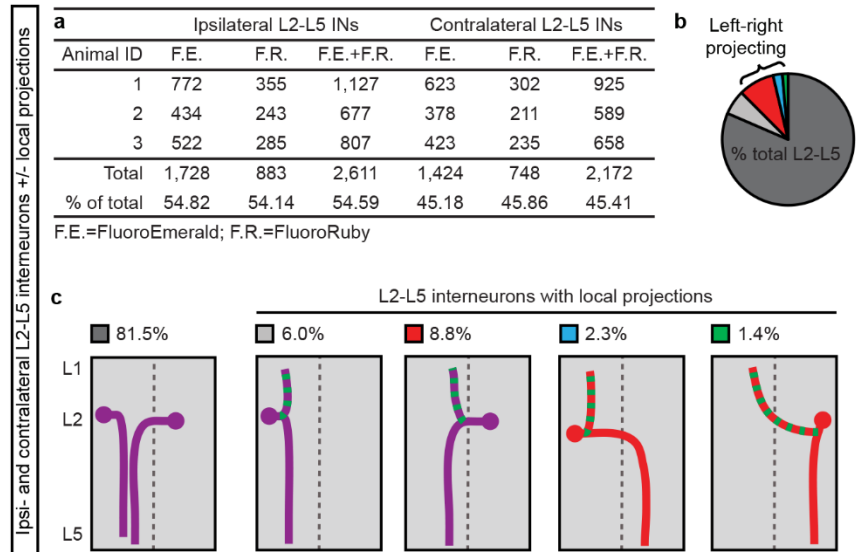 Ipsi- and contralateral L2-L5 interneurons +/- local projections
a
Ipsilateral L2-L5 INs Contralateral L2-L5 INs
Animal ID F.E. F.R. F.E.+F.R. F.E. F.R. F.E.+F.R.
1 772 355 1,127 623 302 925
2 434 243 677 378 211 589
3 522 285 807 423 235 658
Total 1,728 883 2,611 1,424 748 2,172
% of total 54.82 54.14 54.59 45.18 45.86 45.41
F.E.=FluoroEmerald; F.R.=FluoroRuby
b
Left-right
projecting
% total L2-L5
c
L2-L5 interneurons with local projections
81.5% 6.0% 8.8% 2.3% 1.4%
L1
L2
L5